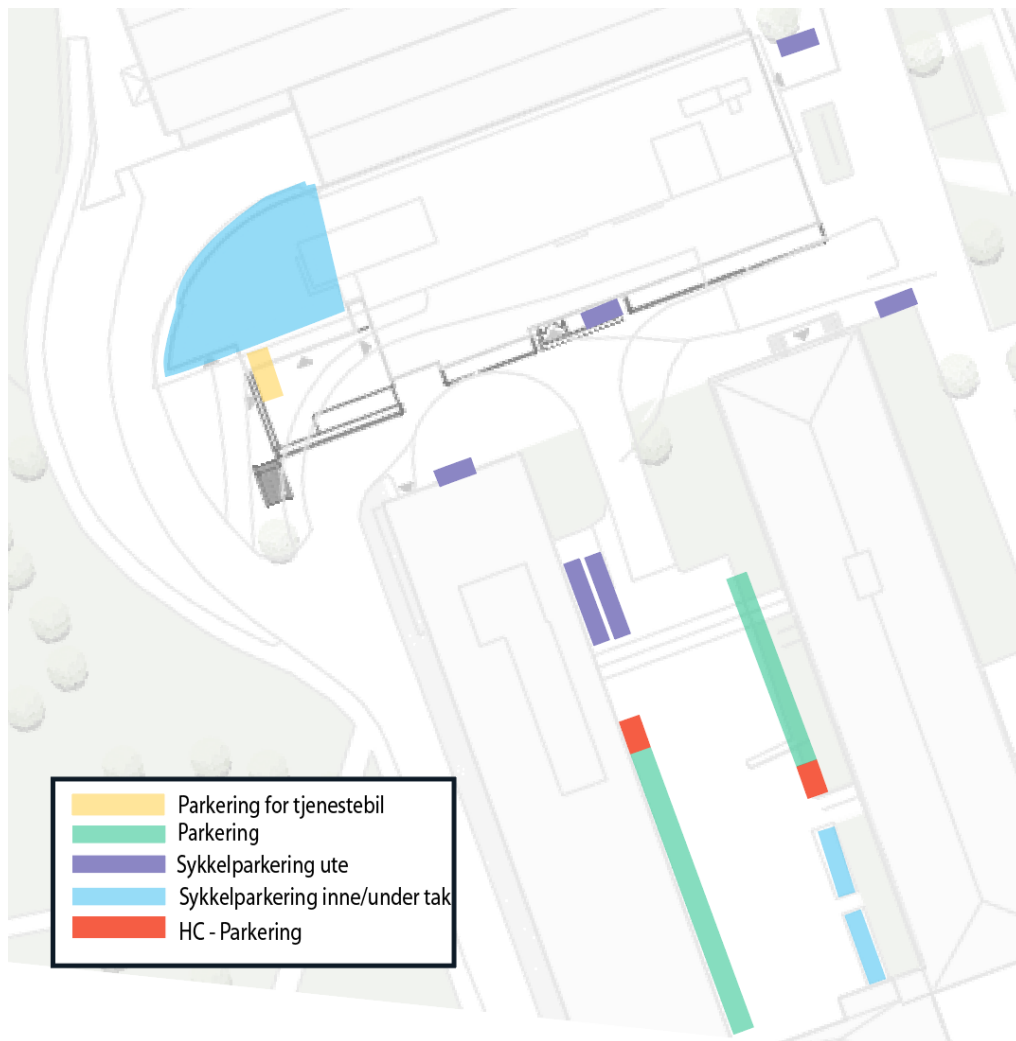 Parkering for tjenestebil
Parkering
Sykkelparkering ute
Sykkelparkering inne/under tak
HC - Parkering